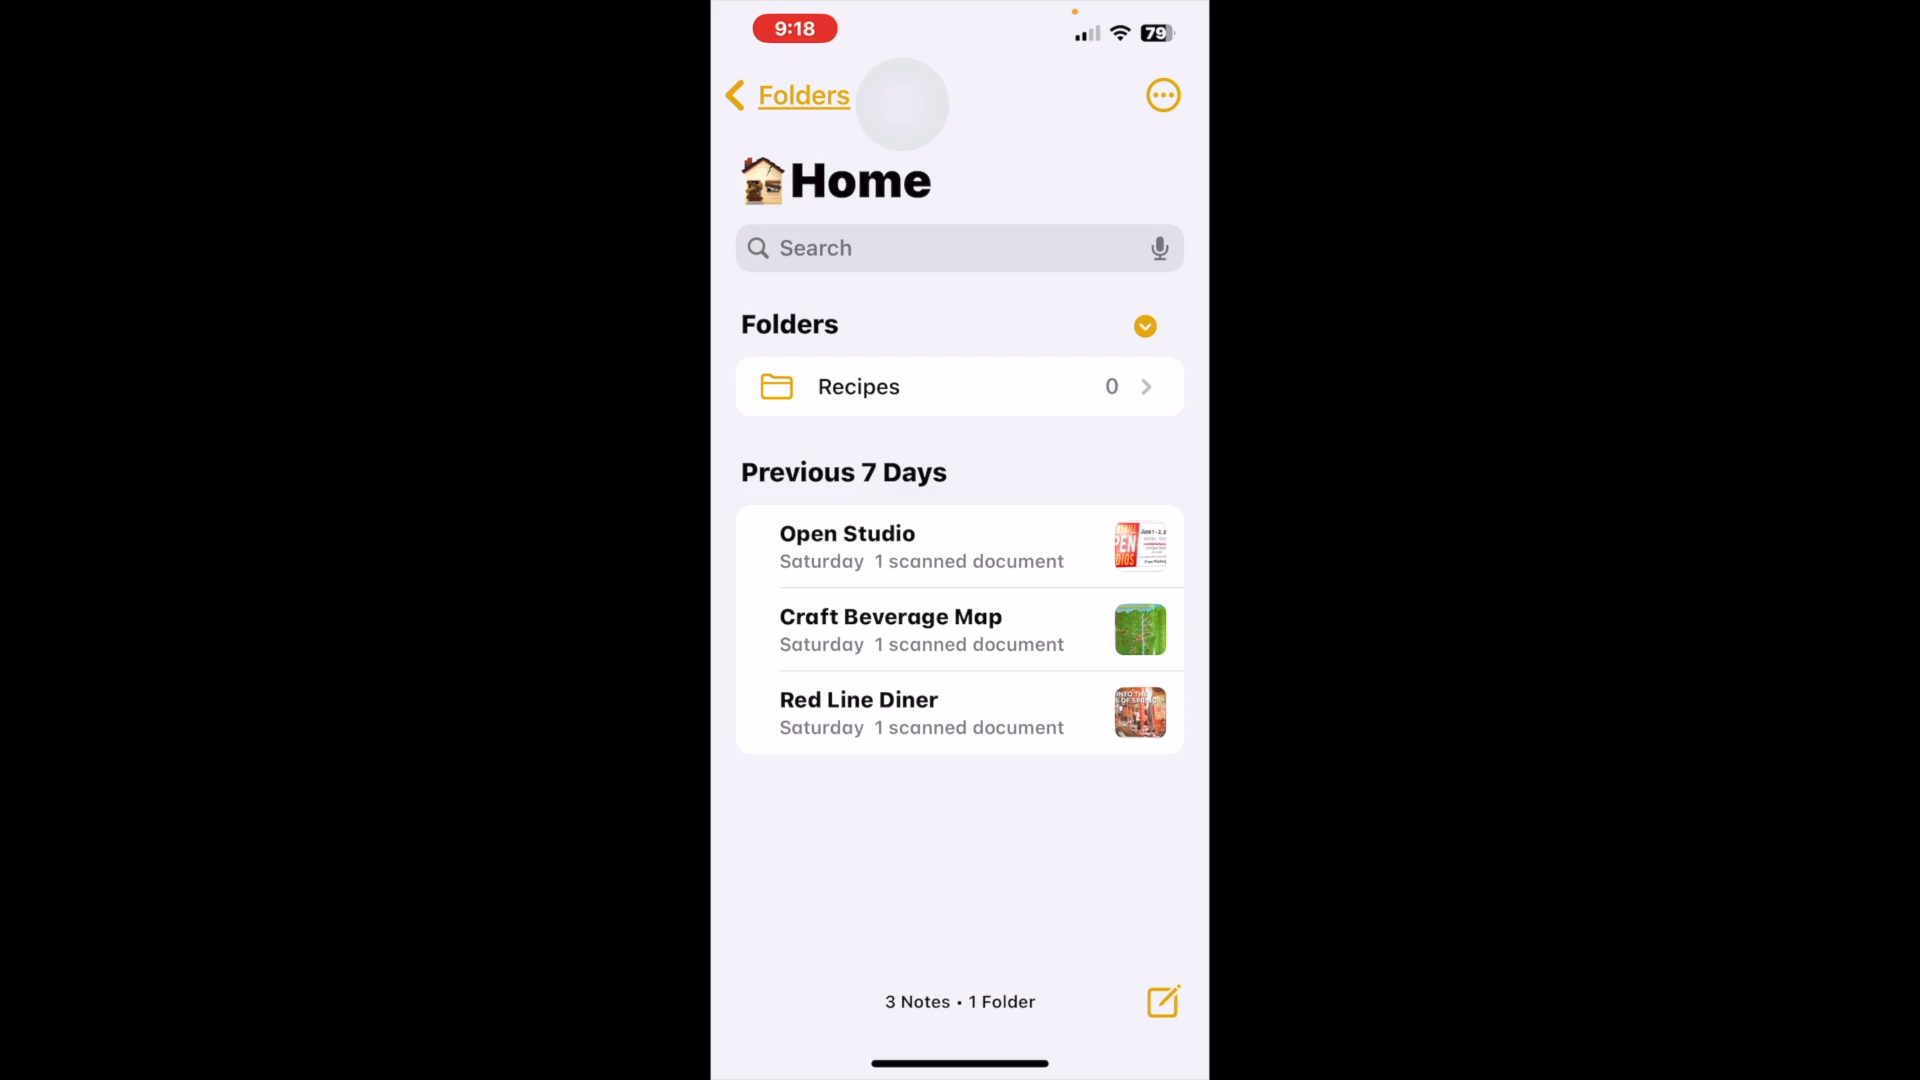 9:18
79
Folders
Home
Search
Folders
Recipes 0
Previous 7 Days
Open Studio
Saturday 1 scanned document
Craft Beverage Map
Saturday 1 scanned document
Red Line Diner
Saturday 1 scanned document
3 Notes • 1 Folder